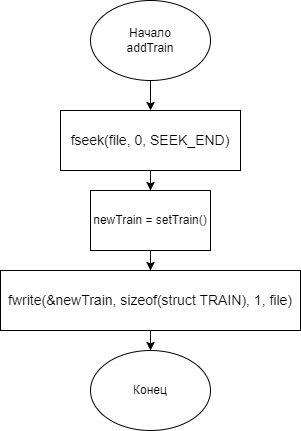 Начало
addTrain
fseek(file, 0, SEEK_END)
newTrain = setTrain()
fwrite(&newTrain, sizeof(struct TRAIN), 1, file)
Конец